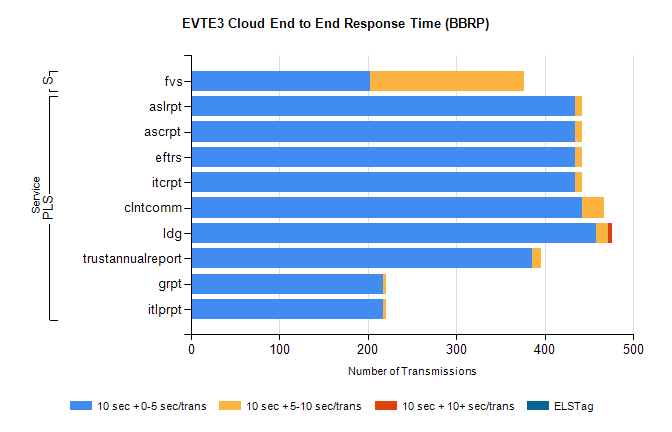 EVTE3 Cloud End to End Response Time (BBRP)
Service
S
PLS
fvs
aslrpt
ascrpt
eftrs
itcrpt
clntcomm
ldg
trustannualreport
grpt
itlprpt
0 100 200 300 400 500
Number of Transmissions
10 sec +0-5 sec/trans 10 sec +5-10 sec/trans 10 sec + 10+ sec/trans ELSTag